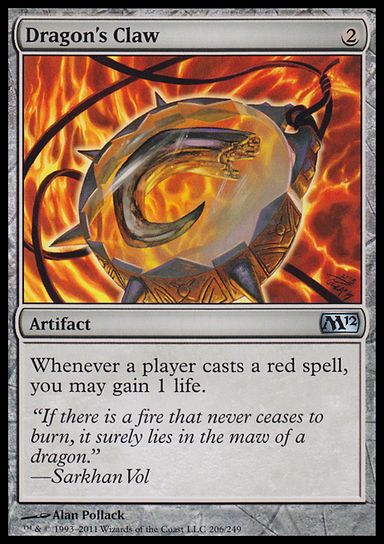 Dragon's Claw 2
Artifact M12
Whenever a player casts a red spell,
you may gain 1 life.
“If there is a fire that never ceases to
burn, it surely lies in the maw of a
dragon.”
—Sarkhan Vol
Alan Pollack
™ & © 1993–2011 Wizards of the Coast LLC 206/249